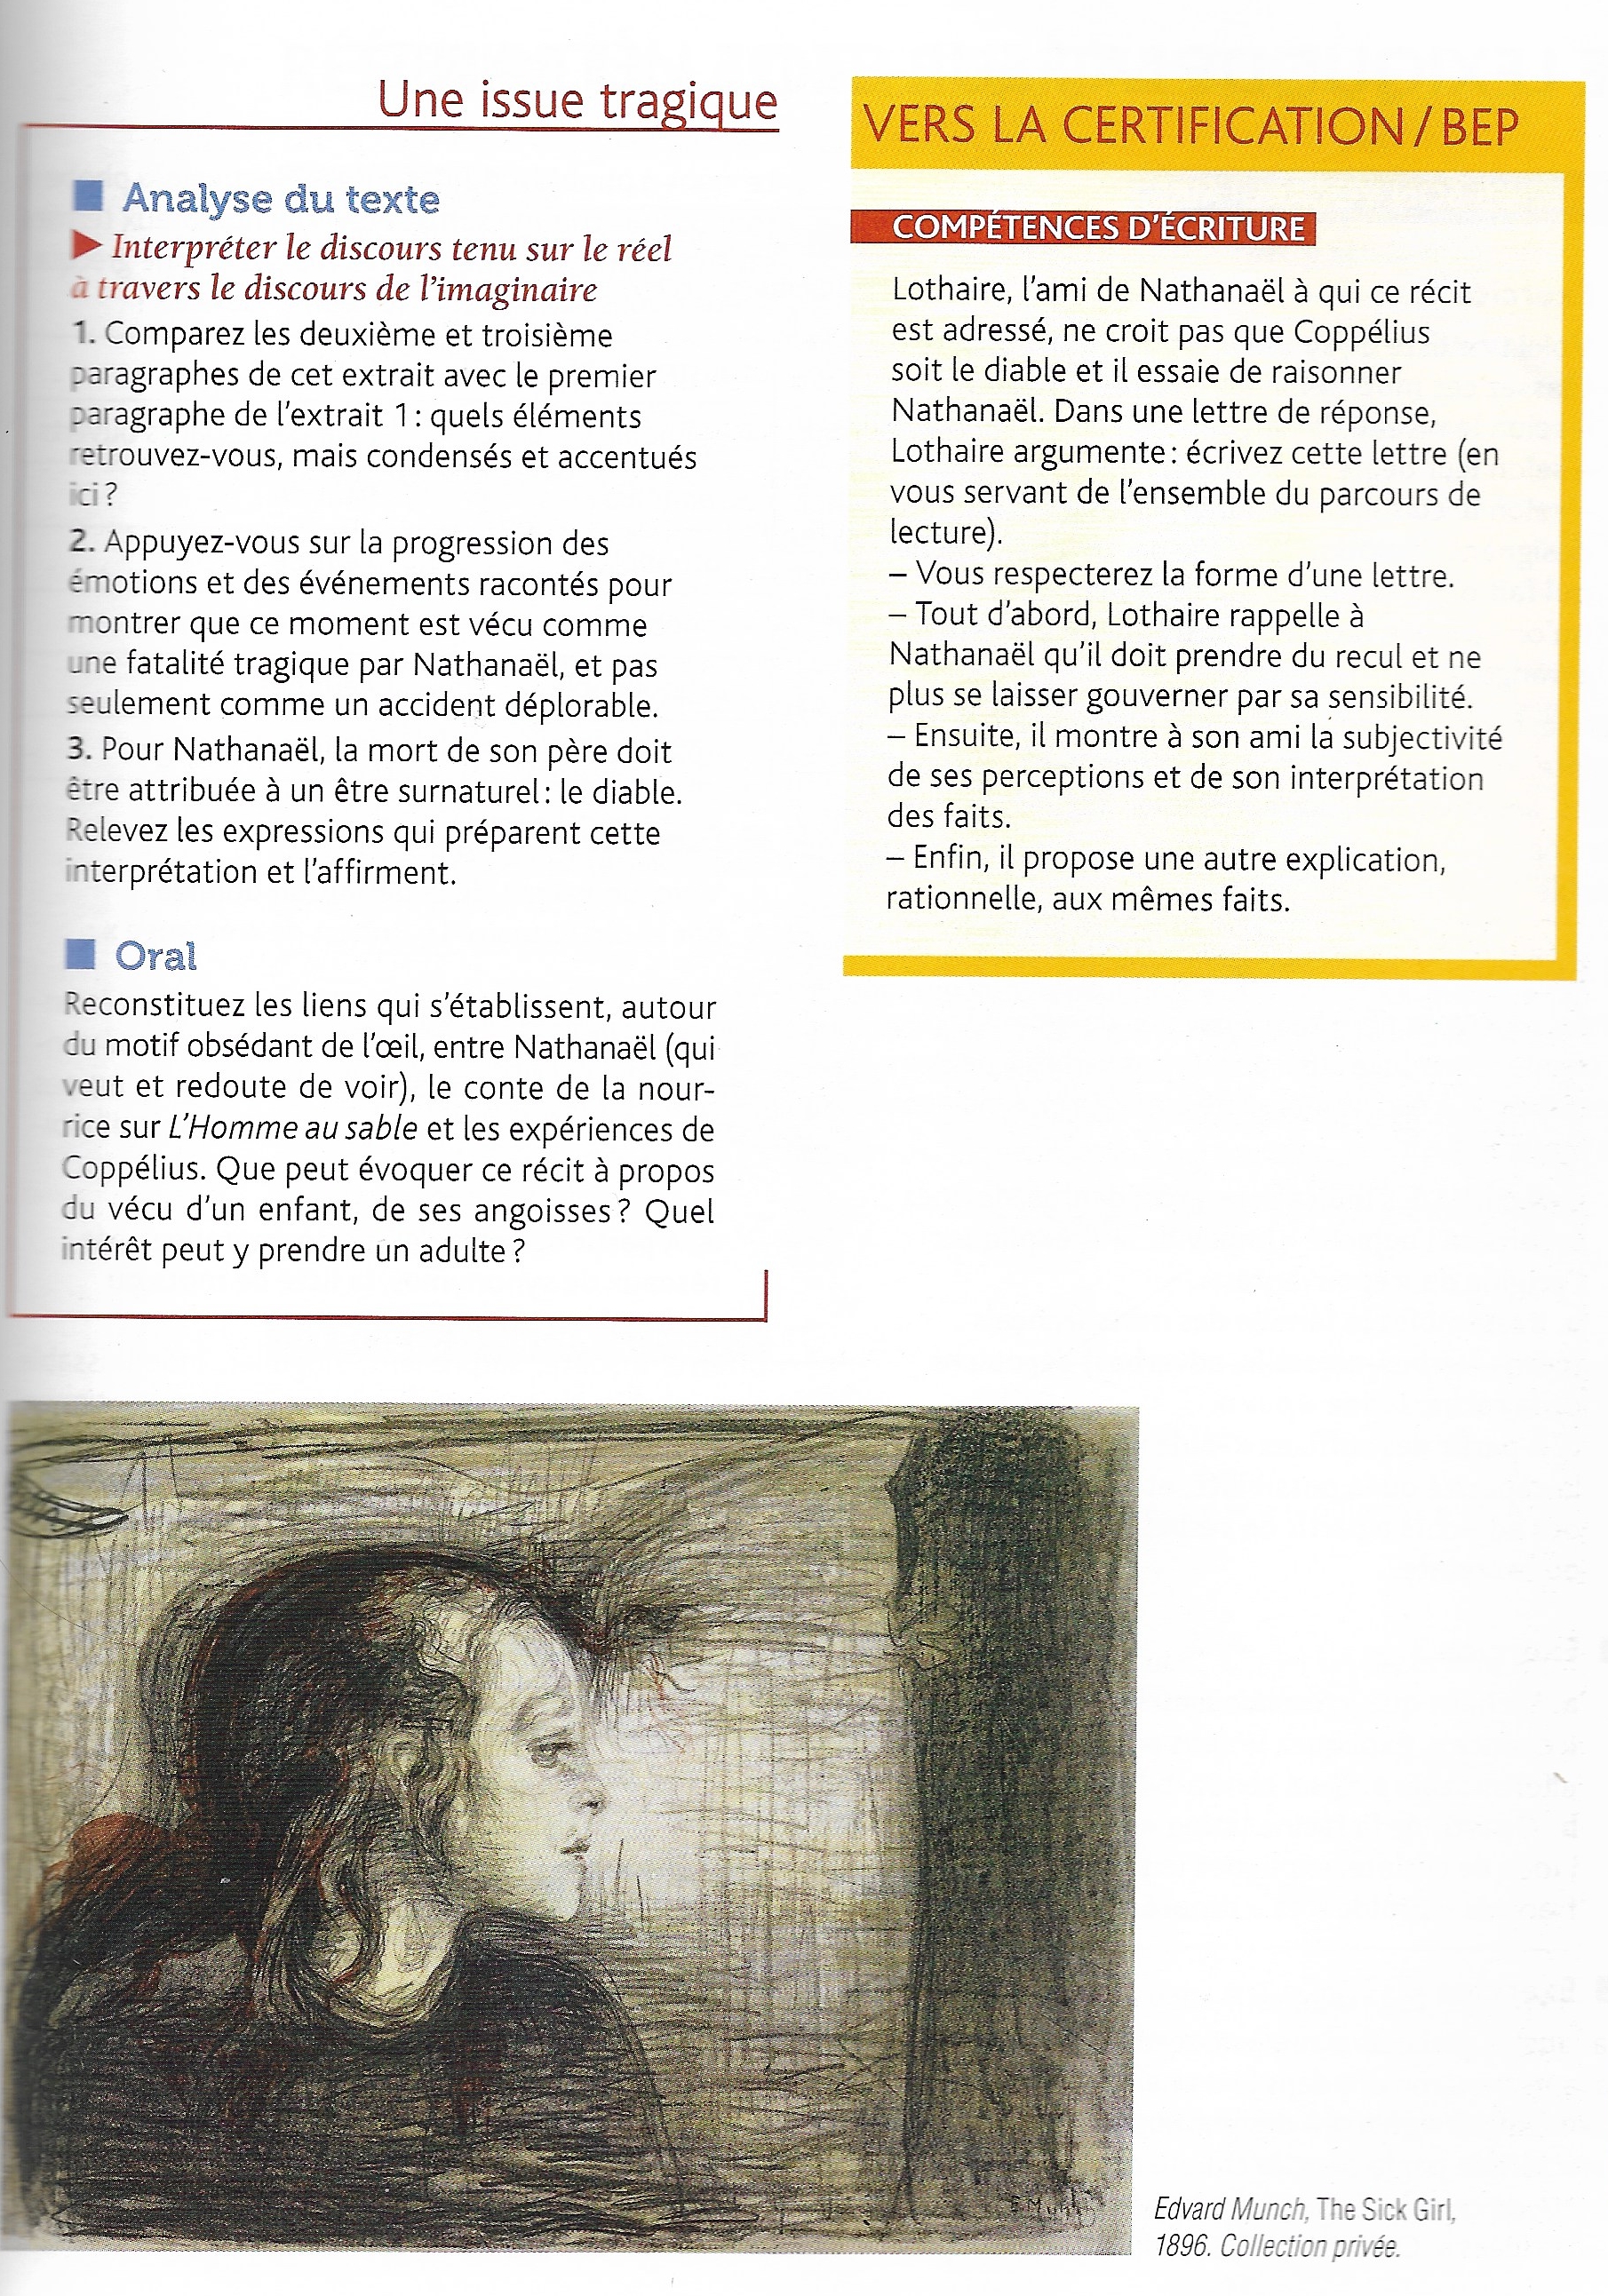 Une issue tragique
Analyse du texte
Interpréter le discours tenu sur le réel
à travers le discours de l'imaginaire
1. Comparez les deuxième et troisième
paragraphes de cet extrait avec le premier
paragraphe de l'extrait 1 : quels éléments
retrouvez-vous, mais condensés et accentués
ici ?
2. Appuyez-vous sur la progression des
émotions et des événements racontés pour
montrer que ce moment est vécu comme
une fatalité tragique par Nathanaël, et pas
seulement comme un accident déplorable.
3. Pour Nathanaël, la mort de son père doit
être attribuée à un être surnaturel : le diable.
Relevez les expressions qui préparent cette
interprétation et l'affirment.
Oral
Reconstituez les liens qui s'établissent, autour
du motif obsédant de l'œil, entre Nathanaël (qui
veut et redoute de voir), le conte de la nour-
rice sur L'Homme au sable et les expériences de
Coppélius. Que peut évoquer ce récit à propos
du vécu d'un enfant, de ses angoisses ? Quel
intérêt peut y prendre un adulte ?
VERS LA CERTIFICATION / BEP
COMPÉTENCES D'ÉCRITURE
Lothaire, l'ami de Nathanaël à qui ce récit
est adressé, ne croit pas que Coppélius
soit le diable et il essaie de raisonner
Nathanaël. Dans une lettre de réponse,
Lothaire argumente : écrivez cette lettre (en
vous servant de l'ensemble du parcours de
lecture).
– Vous respecterez la forme d'une lettre.
– Tout d'abord, Lothaire rappelle à
Nathanaël qu'il doit prendre du recul et ne
plus se laisser gouverner par sa sensibilité.
– Ensuite, il montre à son ami la subjectivité
de ses perceptions et de son interprétation
des faits.
– Enfin, il propose une autre explication,
rationnelle, aux mêmes faits.
E. Munch
Edvard Munch, The Sick Girl,
1896. Collection privée.